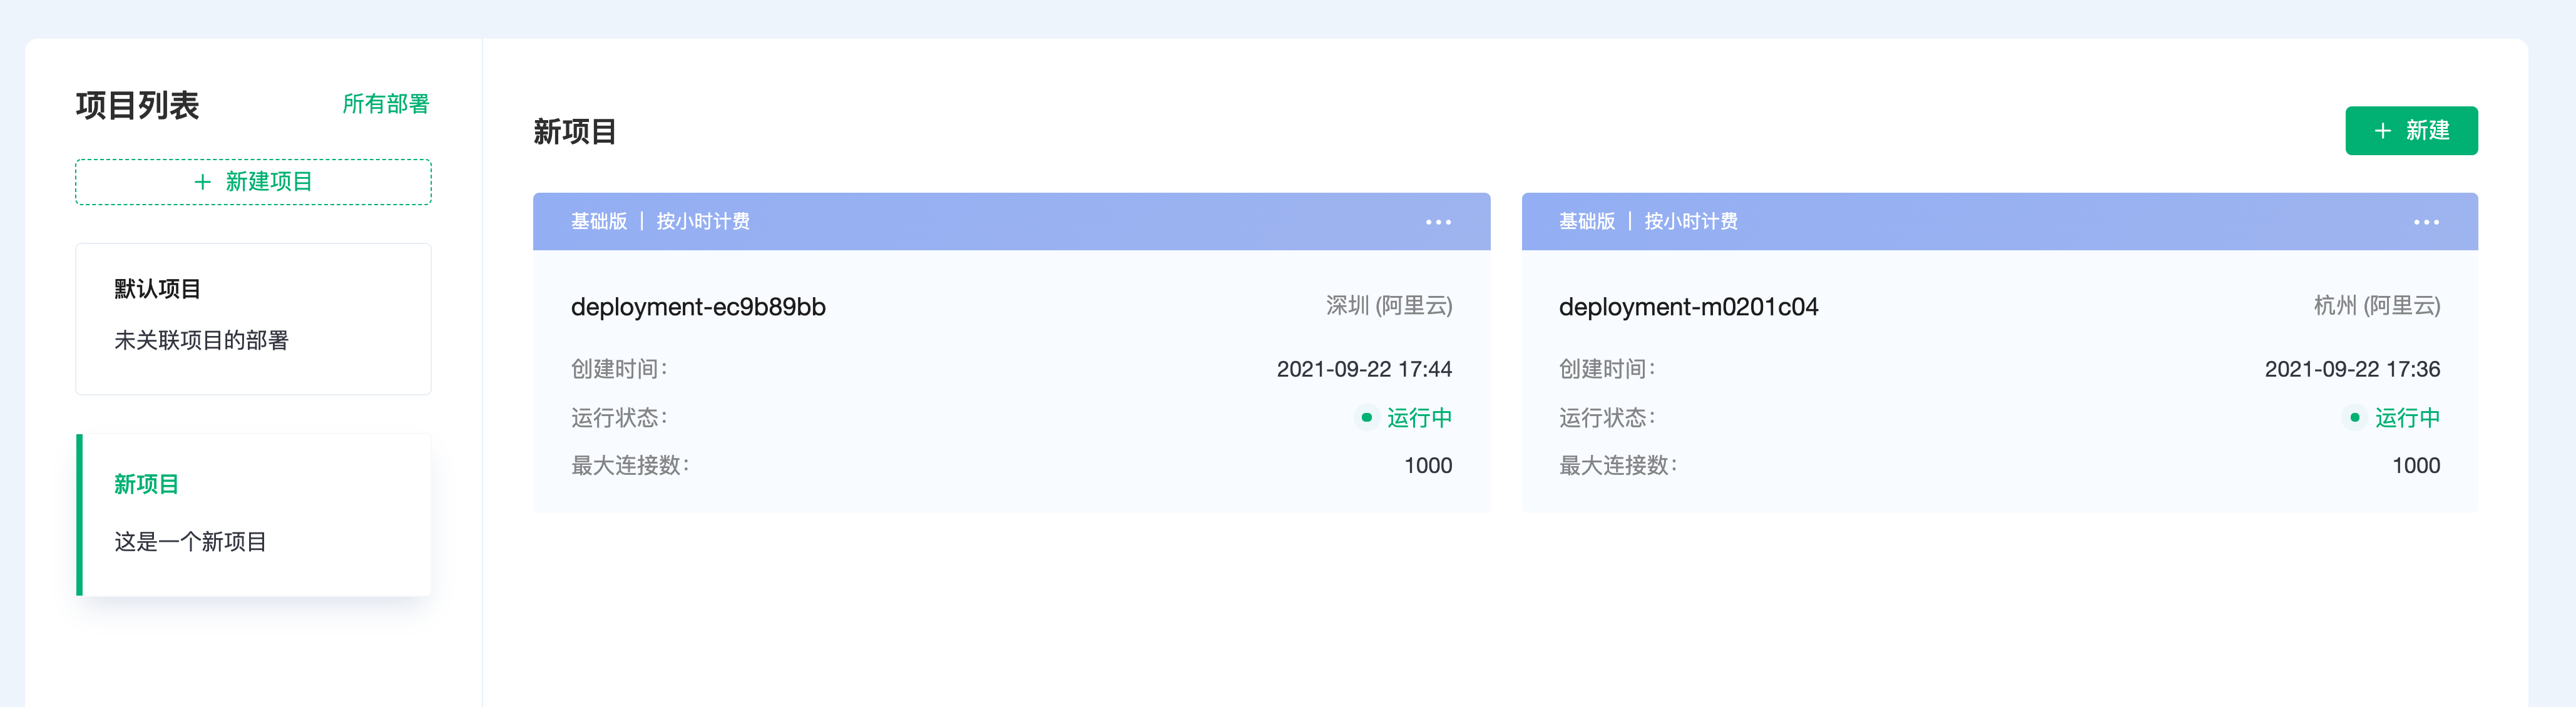 项目列表
所有部署
+ 新建项目
默认项目
未关联项目的部署
新项目
这是一个新项目
新项目
+ 新建
基础版 | 按小时计费
deployment-ec9b89bb
深圳 (阿里云)
创建时间:
2021-09-22 17:44
运行状态:
运行中
最大连接数:
1000
基础版 | 按小时计费
deployment-m0201c04
杭州 (阿里云)
创建时间:
2021-09-22 17:36
运行状态:
运行中
最大连接数:
1000